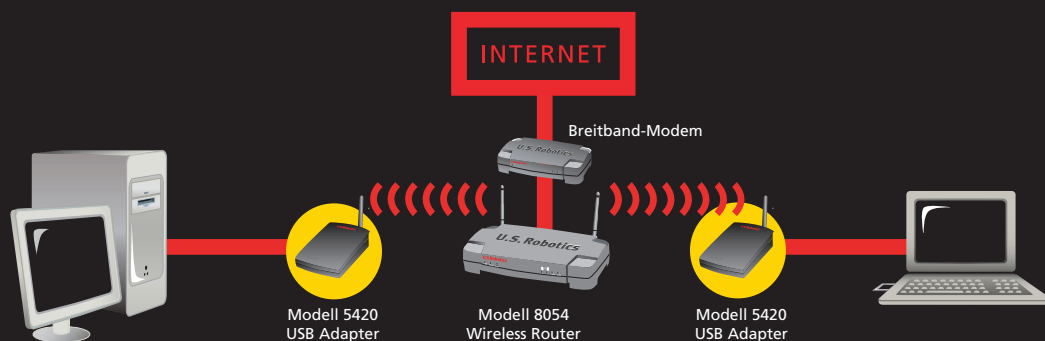 INTERNET
Breitband-Modem
U.S. Robotics
U.S. Robotics
Modell 5420
USB Adapter
Modell 8054
Wireless Router
Modell 5420
USB Adapter